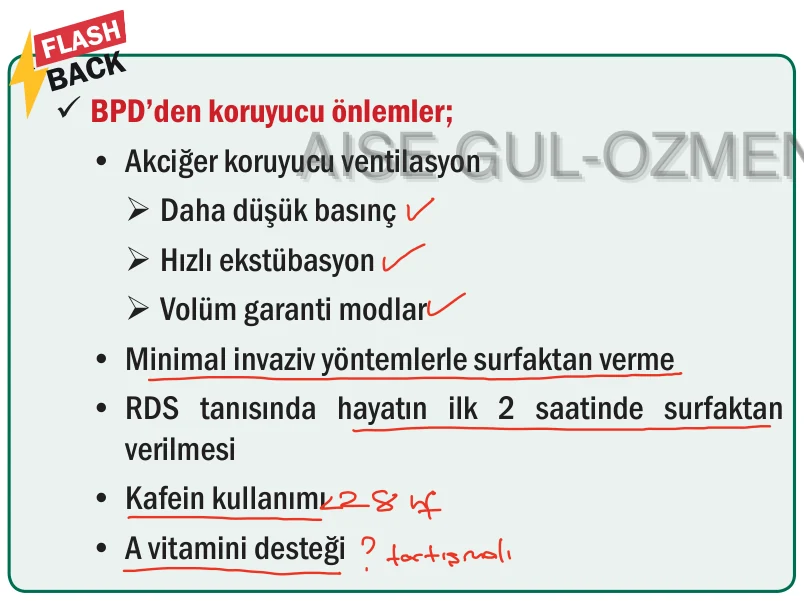 FLASH
BACK
✓ BPD'den koruyucu önlemler;
• Akciğer koruyucu ventilasyon
AISE GUL-OZMEN
➢ Daha düşük basınç ✓
➢ Hızlı ekstübasyon ✓
➢ Volüm garanti modlar ✓
• Minimal invaziv yöntemlerle surfaktan verme
• RDS tanısında hayatın ilk 2 saatinde surfaktan
verilmesi
• Kafein kullanımı <28 hf
• A vitamini desteği ? tartışmalı